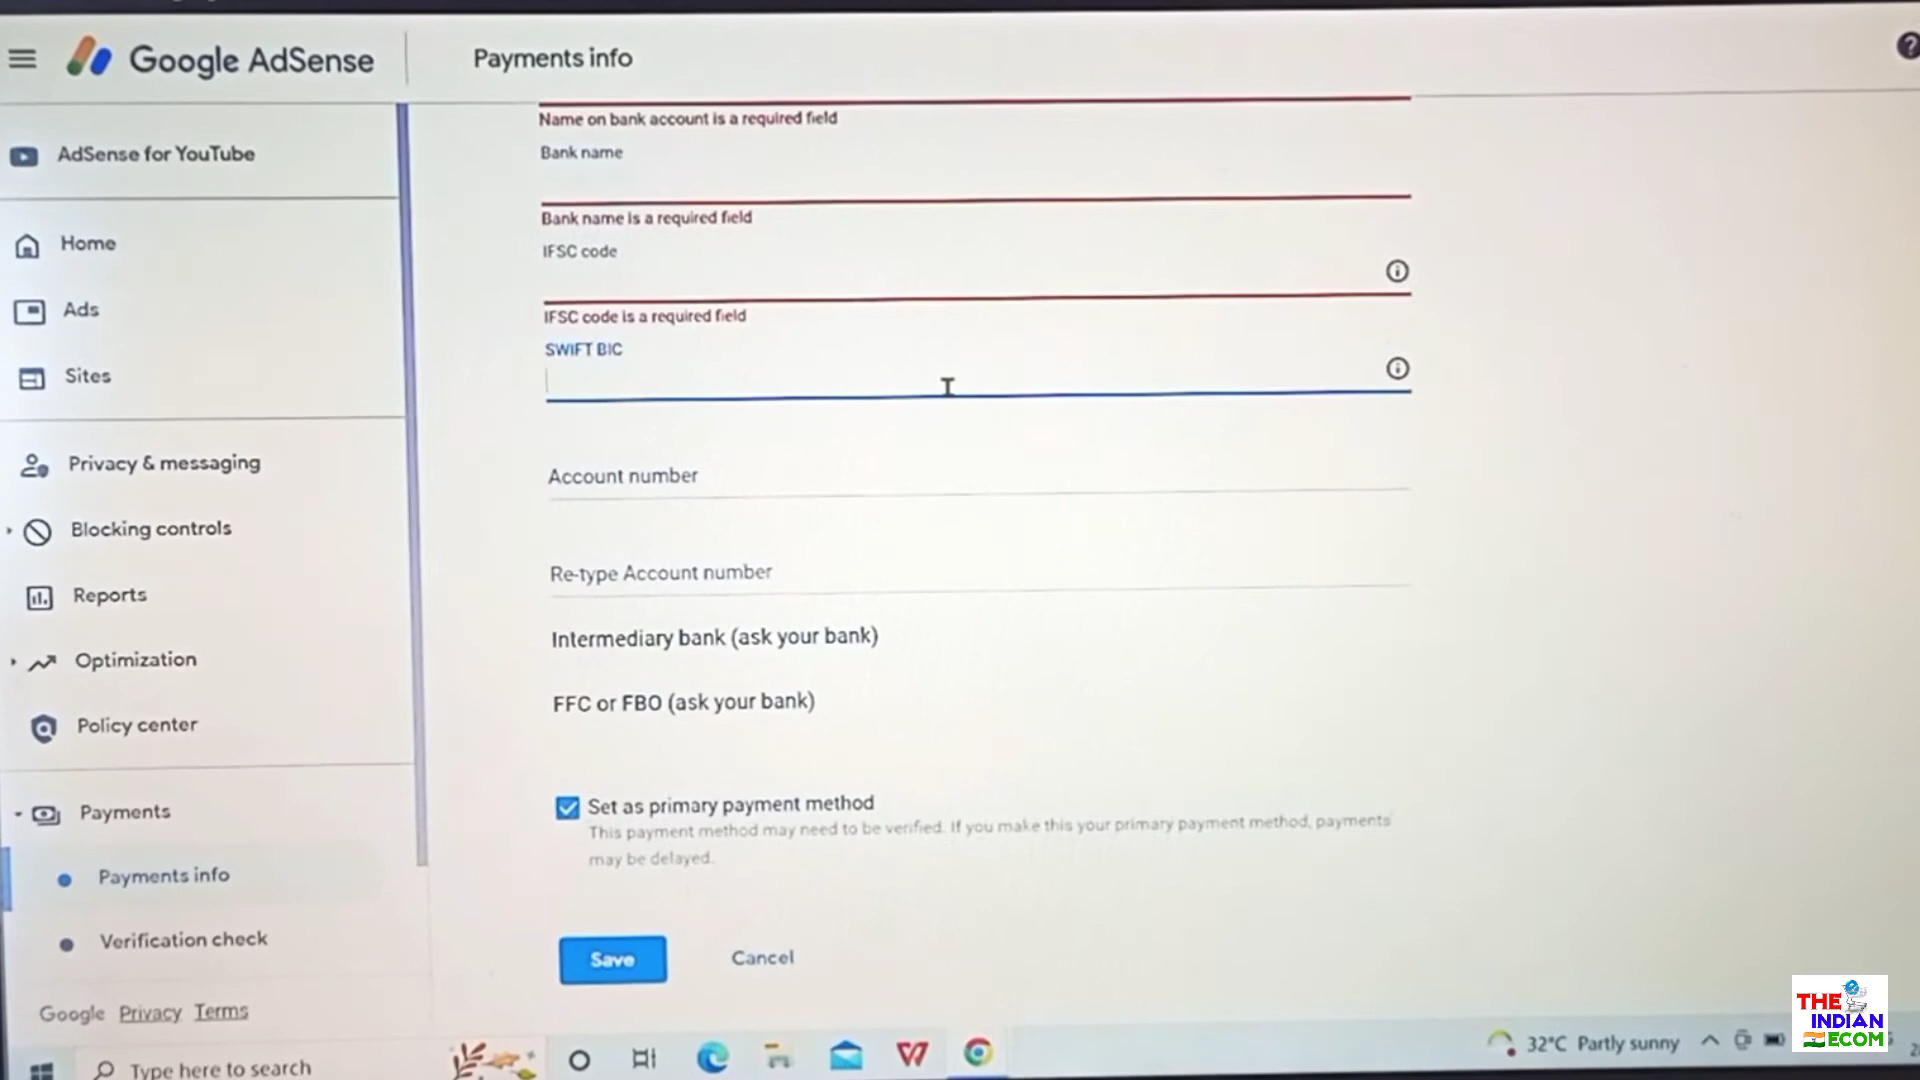 Google AdSense
Payments info
AdSense for YouTube
Home
Ads
Sites
Privacy & messaging
Blocking controls
Reports
Optimization
Policy center
Payments
Payments info
Verification check
Google Privacy Terms
Name on bank account is a required field
Bank name
Bank name is a required field
IFSC code
IFSC code is a required field
SWIFT BIC
Account number
Re-type Account number
Intermediary bank (ask your bank)
FFC or FBO (ask your bank)
Set as primary payment method
This payment method may need to be verified. If you make this your primary payment method, payments
may be delayed.
Save
Cancel
Type here to search
32°C Partly sunny
THE
INDIAN
ECOM